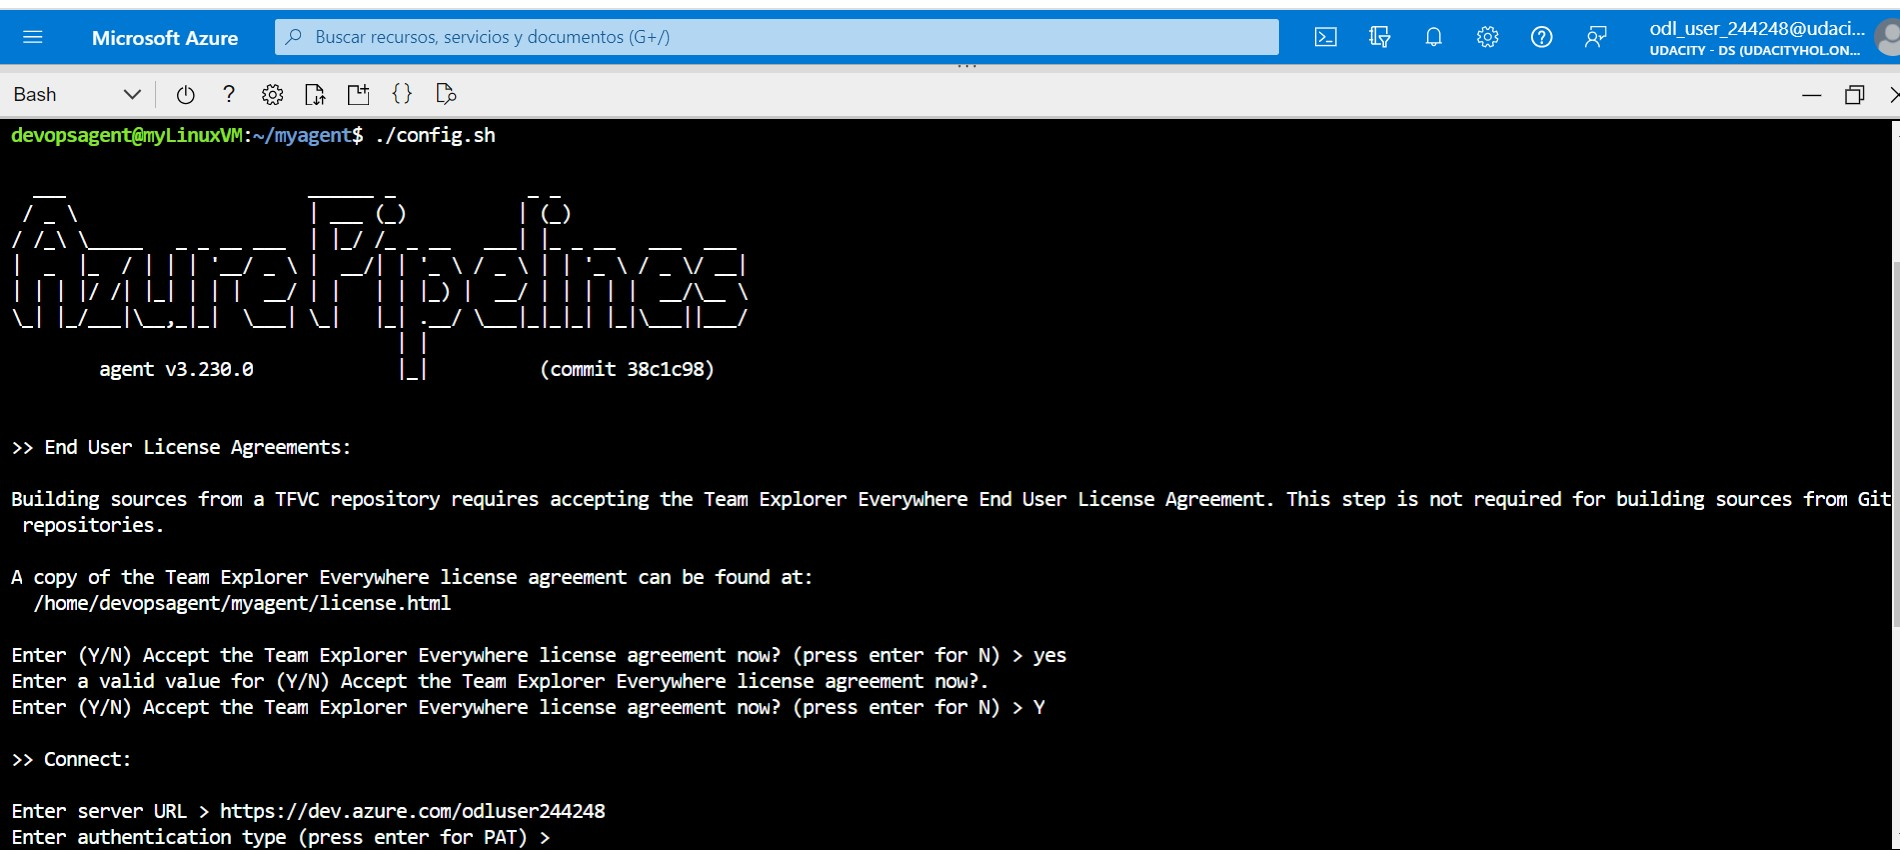 Microsoft Azure
Buscar recursos, servicios y documentos (G+/)
odl_user_244248@udaci...
UDACITY - DS (UDACITYHOL.ON...
Bash
devopsagent@myLinuxVM:~/myagent$ ./config.sh
AzurePipelines
agent v3.230.0 (commit 38c1c98)
>> End User License Agreements:
Building sources from a TFVC repository requires accepting the Team Explorer Everywhere End User License Agreement. This step is not required for building sources from Git
repositories.
A copy of the Team Explorer Everywhere license agreement can be found at:
/home/devopsagent/myagent/license.html
Enter (Y/N) Accept the Team Explorer Everywhere license agreement now? (press enter for N) > yes
Enter a valid value for (Y/N) Accept the Team Explorer Everywhere license agreement now?.
Enter (Y/N) Accept the Team Explorer Everywhere license agreement now? (press enter for N) > Y
>> Connect:
Enter server URL > https://dev.azure.com/odluser244248
Enter authentication type (press enter for PAT) >